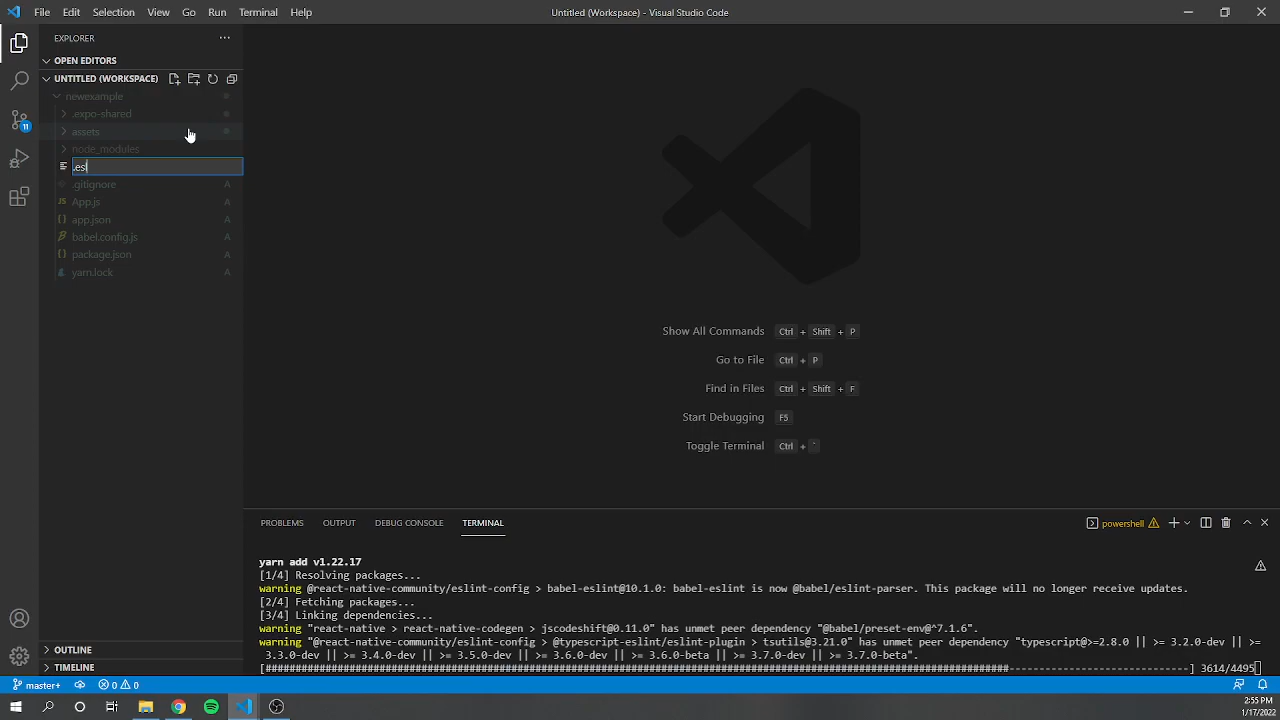 File Edit Selection View Go Run Terminal Help
Untitled (Workspace) - Visual Studio Code
EXPLORER
OPEN EDITORS
UNTITLED (WORKSPACE)
newexample
.expo-shared
assets
node_modules
.esl
.gitignore A
App.js A
app.json A
babel.config.js A
package.json A
yarn.lock A
11
Show All Commands Ctrl + Shift + P
Go to File Ctrl + P
Find in Files Ctrl + Shift + F
Start Debugging F5
Toggle Terminal Ctrl + `
PROBLEMS OUTPUT DEBUG CONSOLE TERMINAL
powershell
yarn add v1.22.17
[1/4] Resolving packages...
warning @react-native-community/eslint-config > babel-eslint@10.1.0: babel-eslint is now @babel/eslint-parser. This package will no longer receive updates.
[2/4] Fetching packages...
[3/4] Linking dependencies...
warning "react-native > react-native-codegen > jscodeshift@0.11.0" has unmet peer dependency "@babel/preset-env@^7.1.6".
warning "@react-native-community/eslint-config > @typescript-eslint/eslint-plugin > tsutils@3.21.0" has unmet peer dependency "typescript@>=2.8.0 || >= 3.2.0-dev || >=
3.3.0-dev || >= 3.4.0-dev || >= 3.5.0-dev || >= 3.6.0-dev || >= 3.6.0-beta || >= 3.7.0-dev || >= 3.7.0-beta".
[##################################################################################################################----------------------------] 3614/4495
OUTLINE
TIMELINE
master+ 0 0
2:55 PM
1/17/2022